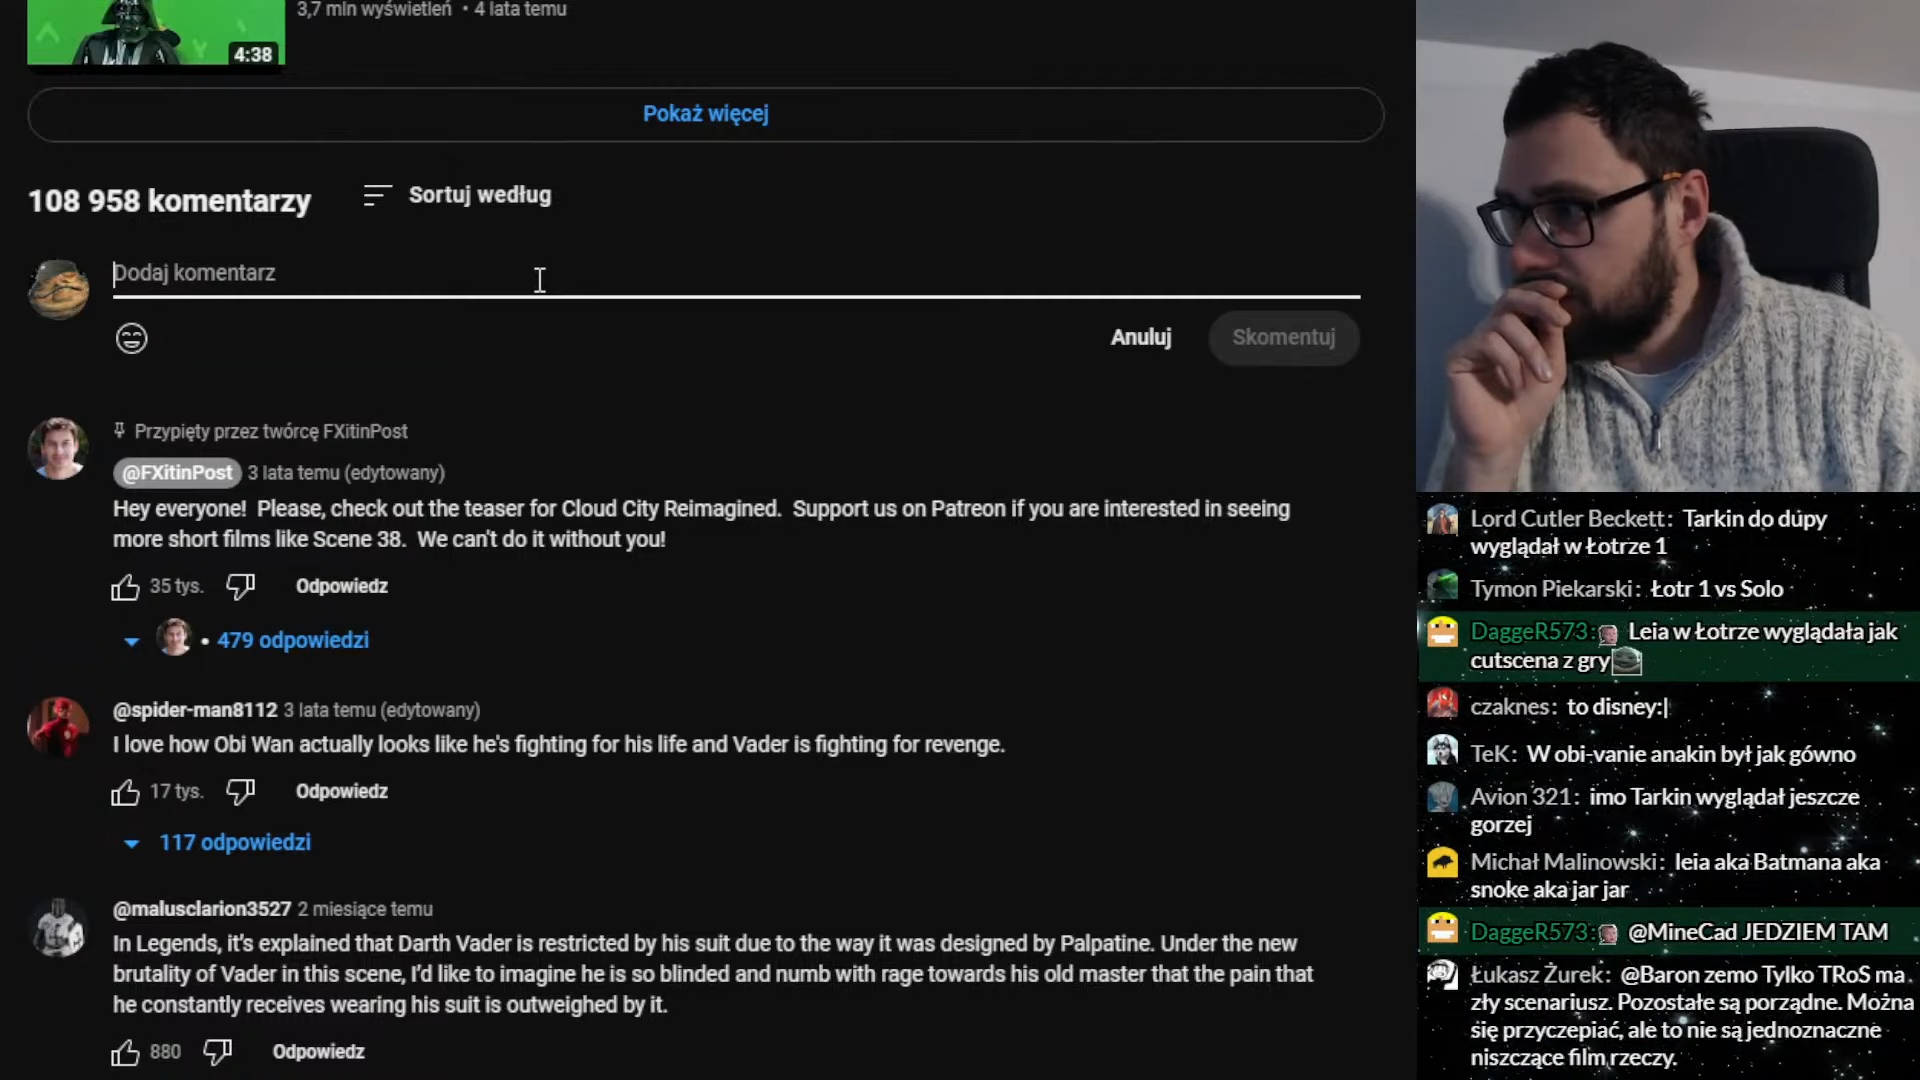 3,7 mln wyświetleń • 4 lata temu
4:38
Pokaż więcej
108 958 komentarzy
Sortuj według
Dodaj komentarz
Anuluj
Skomentuj
Przypięty przez twórcę FXitinPost
@FXitinPost 3 lata temu (edytowany)
Hey everyone!  Please, check out the teaser for Cloud City Reimagined.  Support us on Patreon if you are interested in seeing
more short films like Scene 38.  We can't do it without you!
35 tys.
Odpowiedz
• 479 odpowiedzi
@spider-man8112 3 lata temu (edytowany)
I love how Obi Wan actually looks like he's fighting for his life and Vader is fighting for revenge.
17 tys.
Odpowiedz
117 odpowiedzi
@malusclarion3527 2 miesiące temu
In Legends, it's explained that Darth Vader is restricted by his suit due to the way it was designed by Palpatine. Under the new
brutality of Vader in this scene, I'd like to imagine he is so blinded and numb with rage towards his old master that the pain that
he constantly receives wearing his suit is outweighed by it.
880
Odpowiedz
Lord Cutler Beckett: Tarkin do dupy
wyglądał w Łotrze 1
Tymon Piekarski: Łotr 1 vs Solo
DaggeR573: Leia w Łotrze wyglądała jak
cutscena z gry
czaknes: to disney:|
TeK: W obi-vanie anakin był jak gówno
Avion 321: imo Tarkin wyglądał jeszcze
gorzej
Michał Malinowski: leia aka Batmana aka
snoke aka jar jar
DaggeR573: @MineCad JEDZIEM TAM
Łukasz Żurek: @Baron zemo Tylko TRoS ma
zły scenariusz. Pozostałe są porządne. Można
się przyczepiać, ale to nie są jednoznaczne
niszczące film rzeczy.